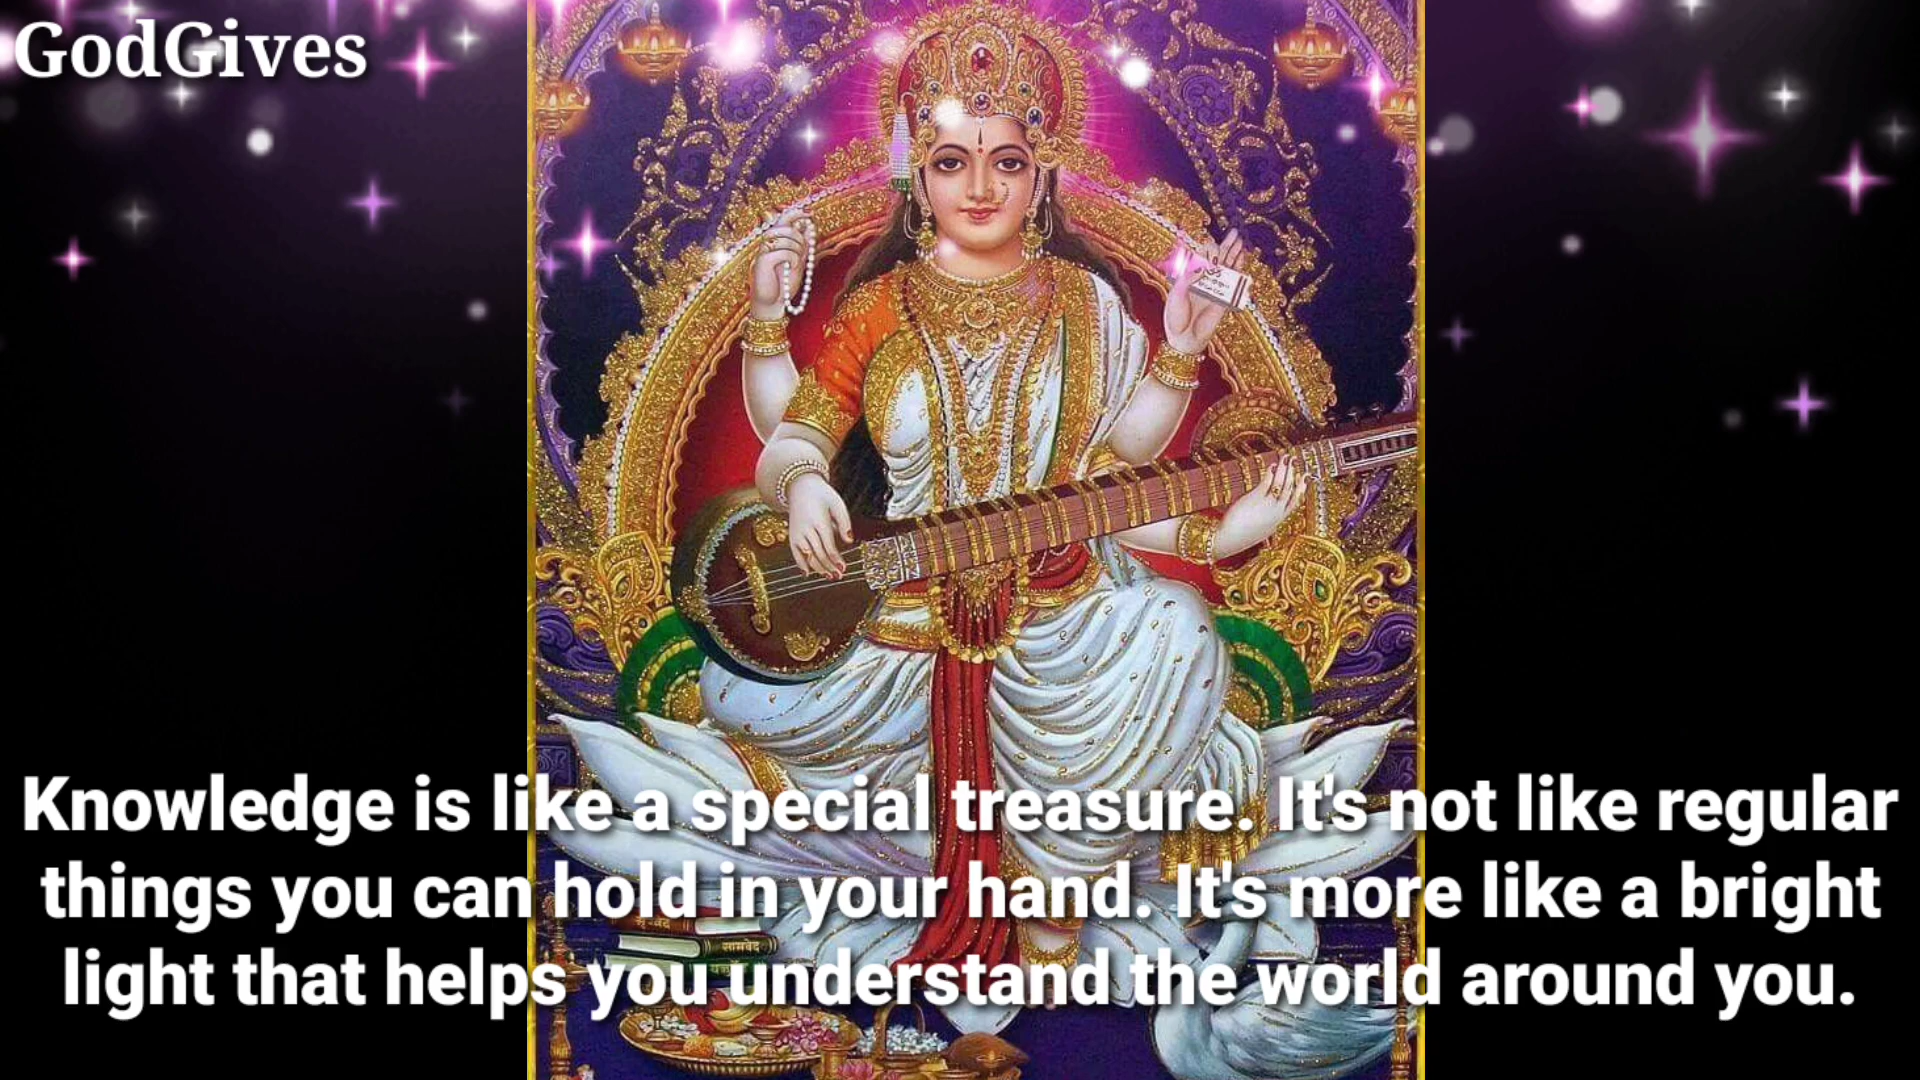 GodGives
Knowledge is like a special treasure. It's not like regular
things you can hold in your hand. It's more like a bright
light that helps you understand the world around you.
सामवेद